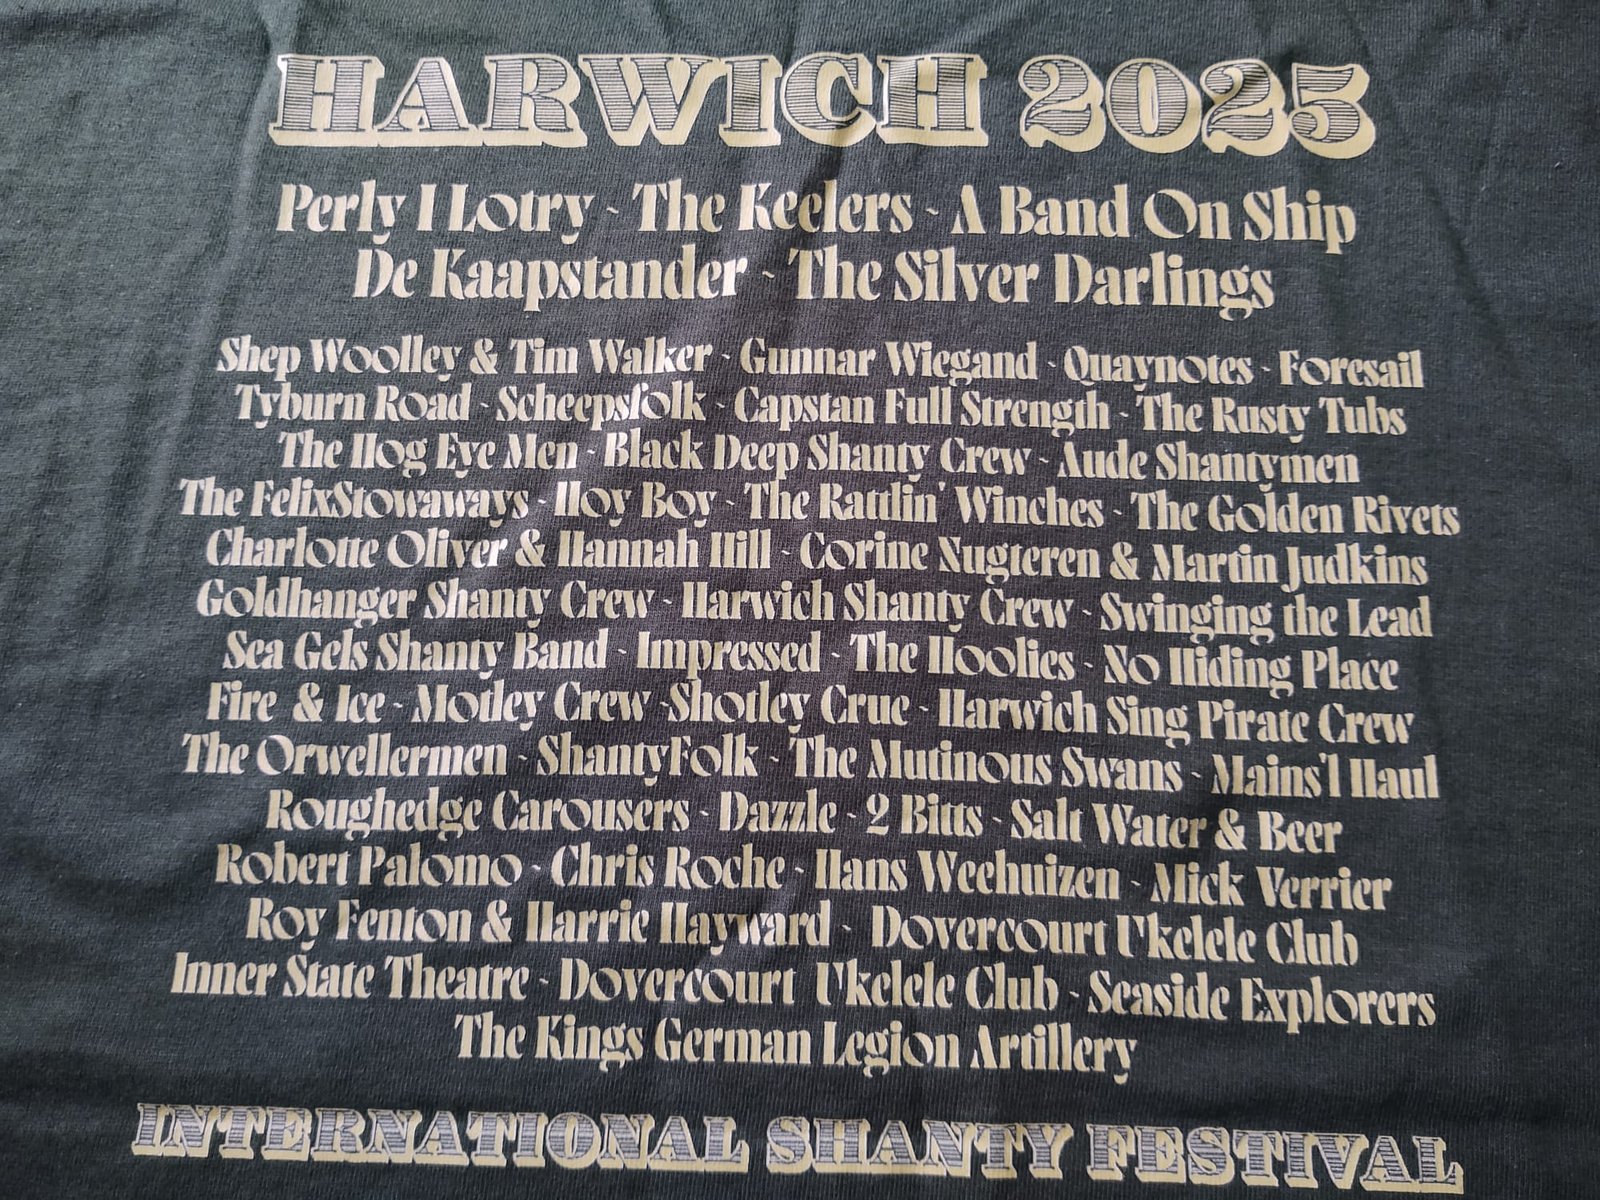 HARWICH 2025
Perly I Lotry - The Keelers - A Band On Ship
De Kaapstander - The Silver Darlings
Shep Woolley & Tim Walker - Gunnar Wiegand - Quaynotes - Foresail
Tyburn Road - Scheepsfolk - Capstan Full Strength - The Rusty Tubs
The Hog Eye Men - Black Deep Shanty Crew - Aude Shantymen
The FelixStowaways - Hoy Boy - The Rattlin' Winches - The Golden Rivets
Charlotte Oliver & Hannah Hill - Corine Nugteren & Martin Judkins
Goldhanger Shanty Crew - Harwich Shanty Crew - Swinging the Lead
Sea Gels Shanty Band - Impressed - The Hoolies - No Hiding Place
Fire & Ice - Motley Crew -Shotley Crue - Harwich Sing Pirate Crew
The Orwellermen - ShantyFolk - The Mutinous Swans - Mains'l Haul
Roughedge Carousers - Dazzle - 2 Bitts - Salt Water & Beer
Robert Palomo - Chris Roche - Hans Weehuizen - Mick Verrier
Roy Fenton & Harrie Hayward - Dovercourt Ukelele Club
Inner State Theatre - Dovercourt Ukelele Club - Seaside Explorers
The Kings German Legion Artillery
INTERNATIONAL SHANTY FESTIVAL